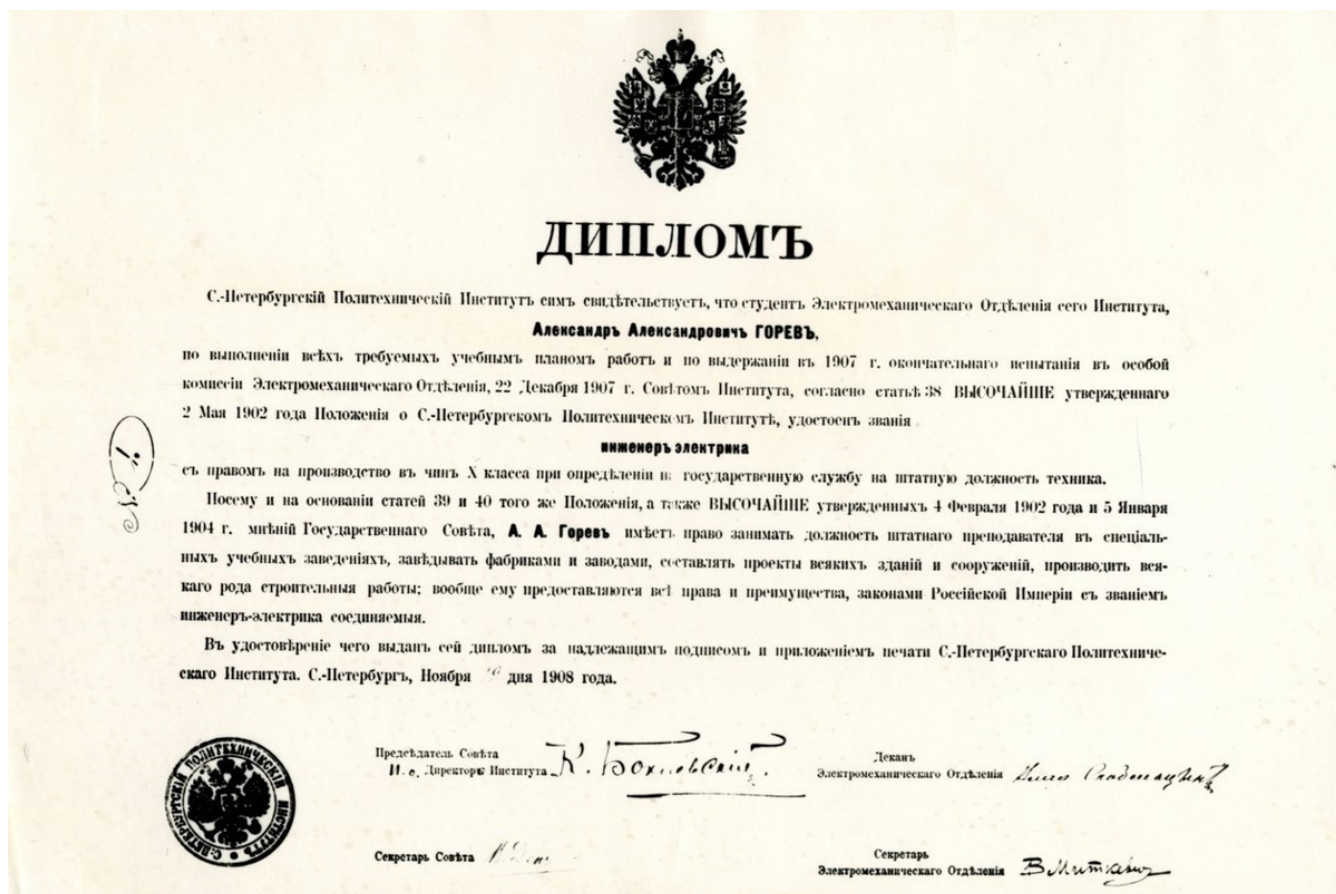 ДИПЛОМЪ
С.-Петербургскій Политехническій Институтъ симъ свидѣтельствуетъ, что студентъ Электромеханическаго Отдѣленія сего Института,
Александръ Александровичъ ГОРЕВЪ,
по выполненіи всѣхъ требуемыхъ учебнымъ планомъ работъ и по выдержаніи въ 1907 г. окончательнаго испытанія въ особой
комиссіи Электромеханическаго Отдѣленія, 22 Декабря 1907 г. Совѣтомъ Института, согласно статьѣ 38 ВЫСОЧАЙШЕ утвержденнаго
2 Мая 1902 года Положенія о С.-Петербургскомъ Политехническомъ Институтѣ, удостоенъ званія
инженеръ электрика
съ правомъ на производство въ чинъ X класса при опредѣленіи на государственную службу на штатную должность техника.
Посему и на основаніи статей 39 и 40 того же Положенія, а также ВЫСОЧАЙШЕ утвержденныхъ 4 Февраля 1902 года и 5 Января
1904 г. мнѣній Государственнаго Совѣта, А. А. Горевъ имѣетъ право занимать должность штатнаго преподавателя въ спеціаль-
ныхъ учебныхъ заведеніяхъ, завѣдывать фабриками и заводами, составлять проекты всякихъ зданій и сооруженій, производить вся-
каго рода строительныя работы; вообще ему предоставляются всѣ права и преимущества, законами Россійской Имперіи съ званіемъ
инженеръ-электрика соединяемыя.
Въ удостовѣреніе чего выданъ сей дипломъ за надлежащимъ подписомъ и приложеніемъ печати С.-Петербургскаго Политехниче-
скаго Института. С.-Петербургъ, Ноября дня 1908 года.
Предсѣдатель Совѣта
И. о. Директора Института
Деканъ
Электромеханическаго Отдѣленія
С.ПЕТЕРБУРГСКІЙ ПОЛИТЕХНИЧЕСКІЙ ИНСТИТУТЪ
Секретарь Совѣта
Секретарь
Электромеханическаго Отдѣленія В Миткевич